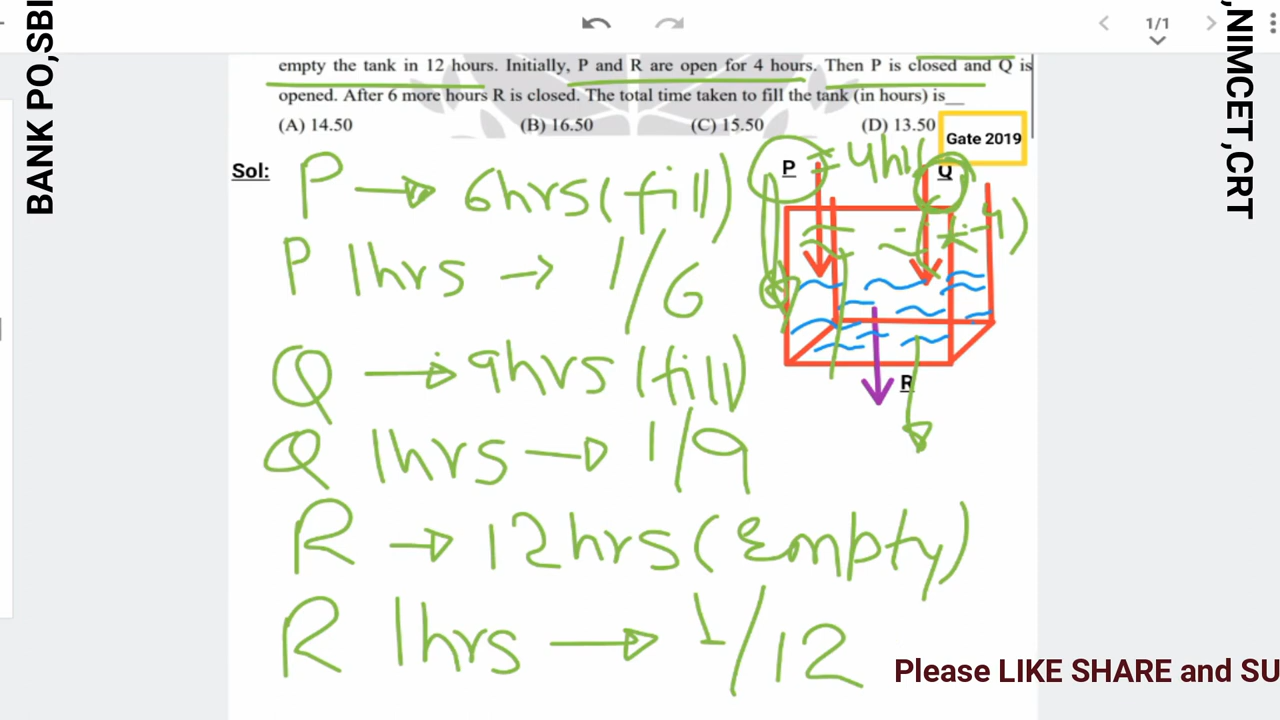 BANK PO,SBI
1/1
,NIMCET,CRT
empty the tank in 12 hours. Initially, P and R are open for 4 hours. Then P is closed and Q is
opened. After 6 more hours R is closed. The total time taken to fill the tank (in hours) is__
(A) 14.50 (B) 16.50 (C) 15.50 (D) 13.50
Gate 2019
Sol:
P → 6hrs(fill)
P = 4hrs
Q
(x-4)
P 1hrs → 1/6
Q → 9hrs(fill)
R
Q 1hrs → 1/9
R → 12hrs(Empty)
R 1hrs → 1/12
Please LIKE SHARE and SU